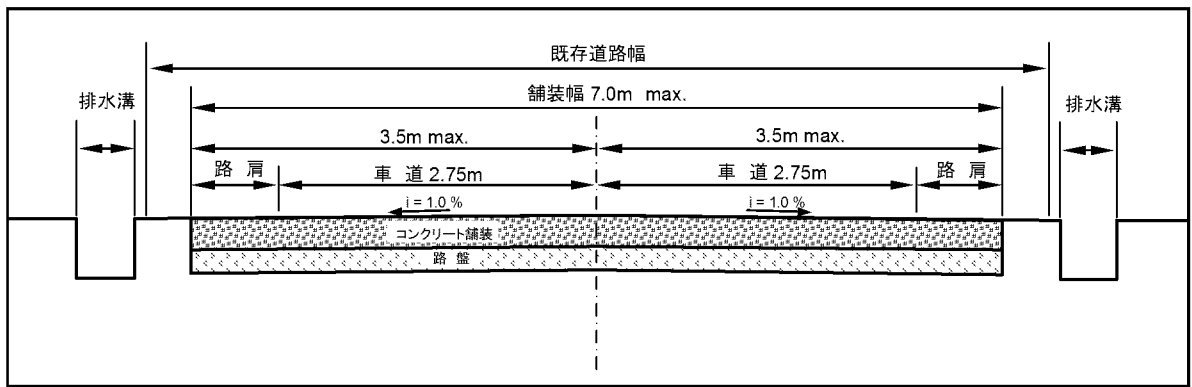 既存道路幅
排水溝
舗装幅 7.0m max.
排水溝
3.5m max.
3.5m max.
路 肩
車 道 2.75m
車 道 2.75m
路 肩
i = 1.0 %
i = 1.0 %
コンクリート舗装
路 盤